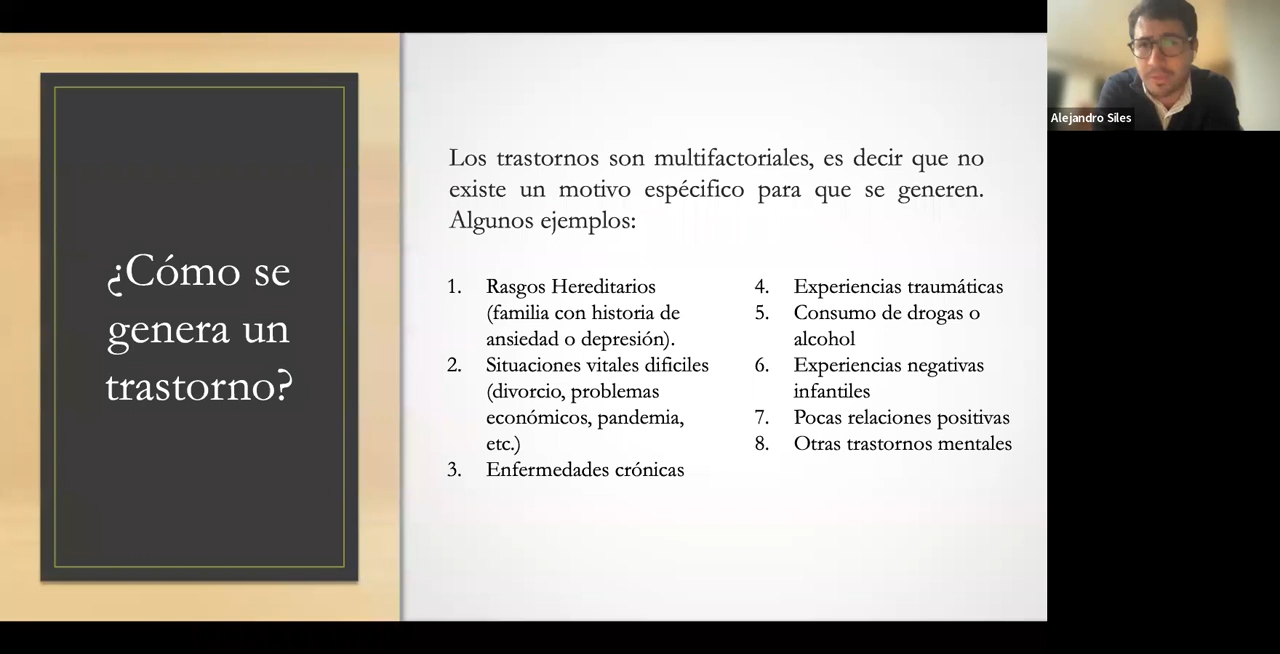 ¿Cómo se
genera un
trastorno?
Los trastornos son multifactoriales, es decir que no
existe un motivo espécifico para que se generen.
Algunos ejemplos:
1. Rasgos Hereditarios
(familia con historia de
ansiedad o depresión).
2. Situaciones vitales dificiles
(divorcio, problemas
económicos, pandemia,
etc.)
3. Enfermedades crónicas
4. Experiencias traumáticas
5. Consumo de drogas o
alcohol
6. Experiencias negativas
infantiles
7. Pocas relaciones positivas
8. Otras trastornos mentales
Alejandro Siles